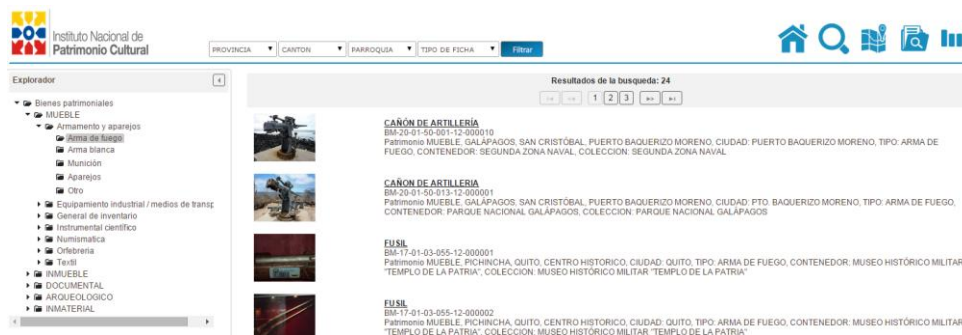 Instituto Nacional de
Patrimonio Cultural
PROVINCIA CANTON PARROQUIA TIPO DE FICHA Filtrar
Explorador
Bienes patrimoniales
MUEBLE
Armamento y aparejos
Arma de fuego
Arma blanca
Munición
Aparejos
Otro
Equipamiento industrial / medios de transp
General de inventario
Instrumental científico
Numismatica
Orfebreria
Textil
INMUEBLE
DOCUMENTAL
ARQUEOLOGICO
INMATERIAL
Resultados de la busqueda: 24
1 2 3
CAÑÓN DE ARTILLERÍA
BM-20-01-50-001-12-000010
Patrimonio MUEBLE, GALÁPAGOS, SAN CRISTÓBAL, PUERTO BAQUERIZO MORENO, CIUDAD: PUERTO BAQUERIZO MORENO, TIPO: ARMA DE
FUEGO, CONTENEDOR: SEGUNDA ZONA NAVAL, COLECCION: SEGUNDA ZONA NAVAL
CAÑON DE ARTILLERIA
BM-20-01-50-013-12-000001
Patrimonio MUEBLE, GALÁPAGOS, SAN CRISTÓBAL, PUERTO BAQUERIZO MORENO, CIUDAD: PTO. BAQUERIZO MORENO, TIPO: ARMA DE FUEGO,
CONTENEDOR: PARQUE NACIONAL GALÁPAGOS, COLECCION: PARQUE NACIONAL GALÁPAGOS
FUSIL
BM-17-01-03-055-12-000001
Patrimonio MUEBLE, PICHINCHA, QUITO, CENTRO HISTORICO, CIUDAD: QUITO, TIPO: ARMA DE FUEGO, CONTENEDOR: MUSEO HISTÓRICO MILITAR
"TEMPLO DE LA PATRIA", COLECCION: MUSEO HISTÓRICO MILITAR "TEMPLO DE LA PATRIA"
FUSIL
BM-17-01-03-055-12-000002
Patrimonio MUEBLE, PICHINCHA, QUITO, CENTRO HISTORICO, CIUDAD: QUITO, TIPO: ARMA DE FUEGO, CONTENEDOR: MUSEO HISTÓRICO MILITAR
"TEMPLO DE LA PATRIA", COLECCION: MUSEO HISTÓRICO MILITAR "TEMPLO DE LA PATRIA"